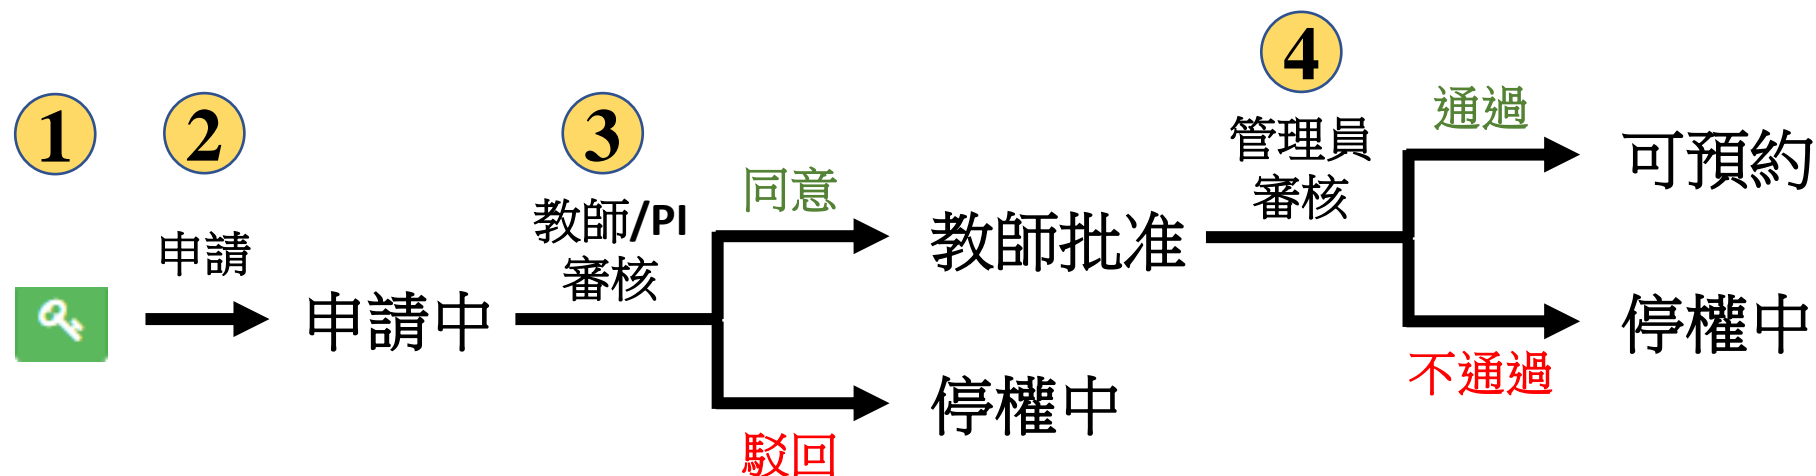 1
2
申請
申請中
3
教師/PI
審核
同意
教師批准
駁回
停權中
4
管理員
審核
通過
可預約
不通過
停權中